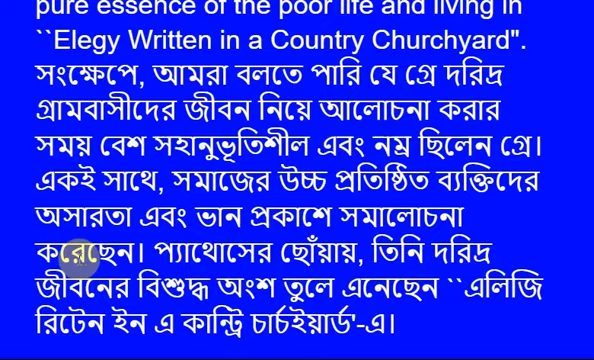 pure essence of the poor life and living in
``Elegy Written in a Country Churchyard".
সংক্ষেপে, আমরা বলতে পারি যে গ্রে দরিদ্র
গ্রামবাসীদের জীবন নিয়ে আলোচনা করার
সময় বেশ সহানুভূতিশীল এবং নম্র ছিলেন গ্রে।
একই সাথে, সমাজের উচ্চ প্রতিষ্ঠিত ব্যক্তিদের
অসারতা এবং ভান প্রকাশে সমালোচনা
করেছেন। প্যাথোসের ছোঁয়ায়, তিনি দরিদ্র
জীবনের বিশুদ্ধ অংশ তুলে এনেছেন ``এলিজি
রিটেন ইন এ কান্ট্রি চার্চইয়ার্ড'-এ।